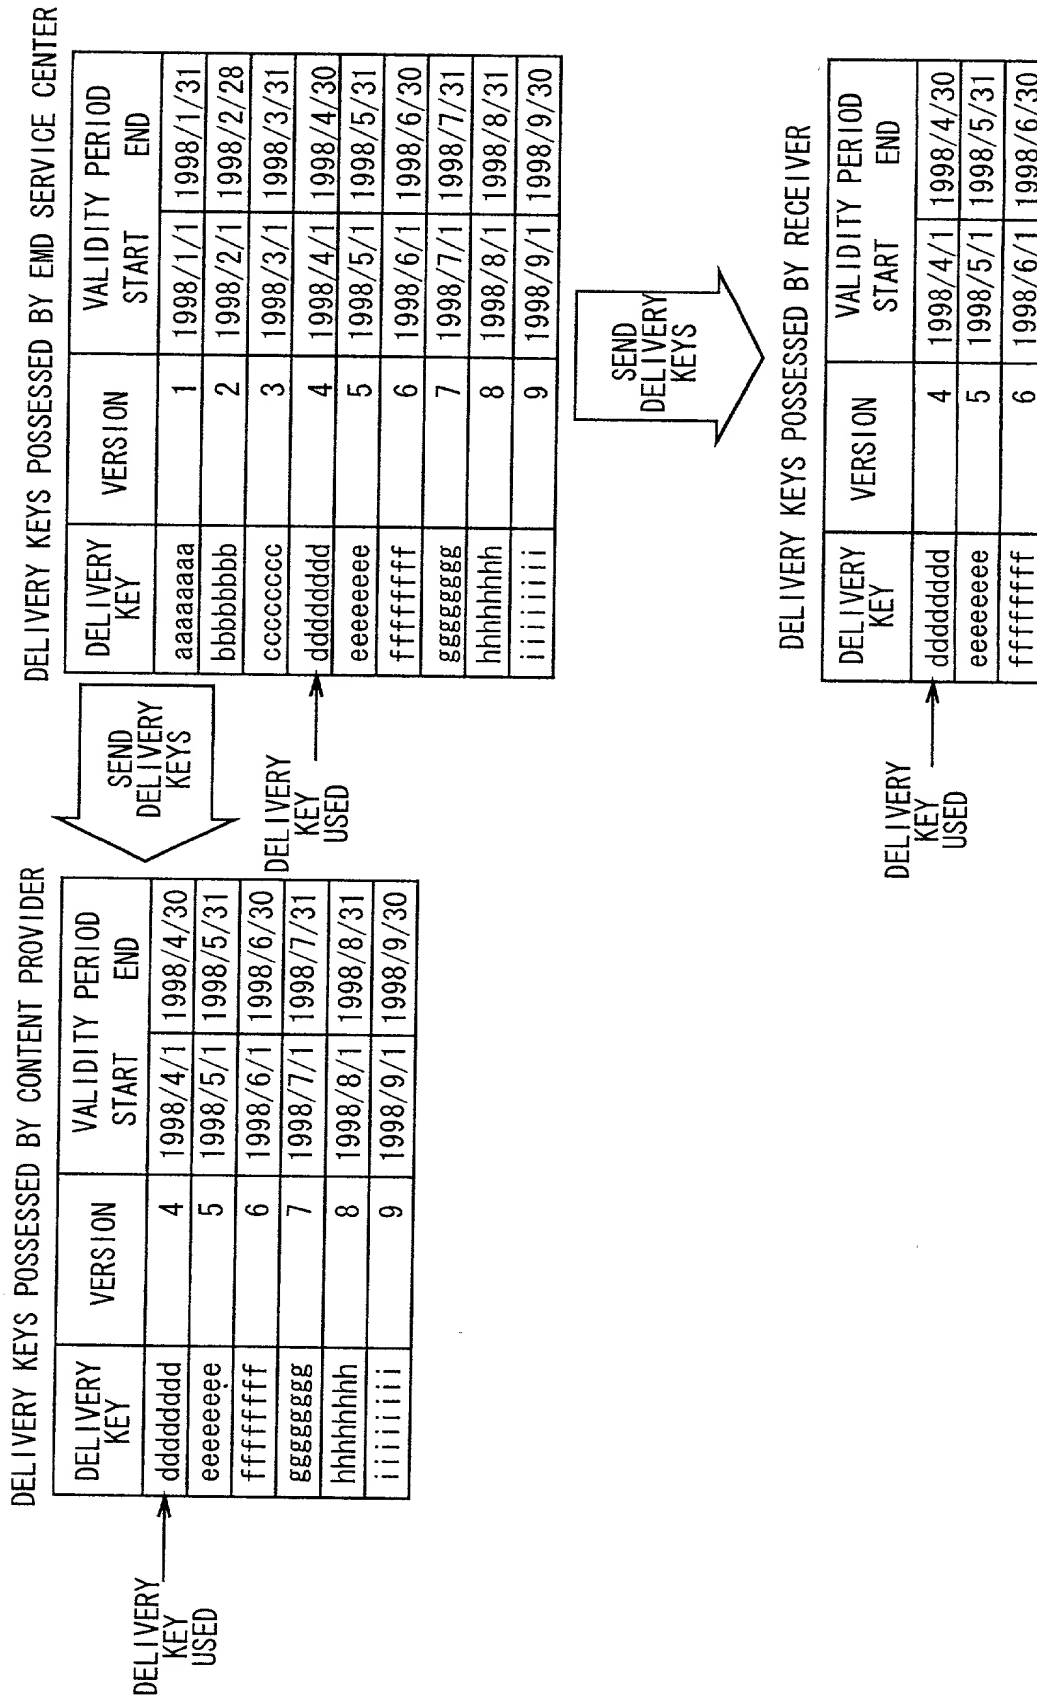 DELIVERY KEYS POSSESSED BY CONTENT PROVIDER
DELIVERY KEY VERSION VALIDITY PERIOD START END
dddddddd 4 1998/4/1 1998/4/30
eeeeeeee 5 1998/5/1 1998/5/31
ffffffff 6 1998/6/1 1998/6/30
gggggggg 7 1998/7/1 1998/7/31
hhhhhhhh 8 1998/8/1 1998/8/31
iiiiiiii 9 1998/9/1 1998/9/30
DELIVERY
KEY
USED
SEND
DELIVERY
KEYS
DELIVERY KEYS POSSESSED BY EMD SERVICE CENTER
DELIVERY KEY VERSION VALIDITY PERIOD START END
aaaaaaaa 1 1998/1/1 1998/1/31
bbbbbbbb 2 1998/2/1 1998/2/28
cccccccc 3 1998/3/1 1998/3/31
dddddddd 4 1998/4/1 1998/4/30
eeeeeeee 5 1998/5/1 1998/5/31
ffffffff 6 1998/6/1 1998/6/30
gggggggg 7 1998/7/1 1998/7/31
hhhhhhhh 8 1998/8/1 1998/8/31
iiiiiiii 9 1998/9/1 1998/9/30
DELIVERY
KEY
USED
SEND
DELIVERY
KEYS
DELIVERY KEYS POSSESSED BY RECEIVER
DELIVERY KEY VERSION VALIDITY PERIOD START END
dddddddd 4 1998/4/1 1998/4/30
eeeeeeee 5 1998/5/1 1998/5/31
ffffffff 6 1998/6/1 1998/6/30
DELIVERY
KEY
USED